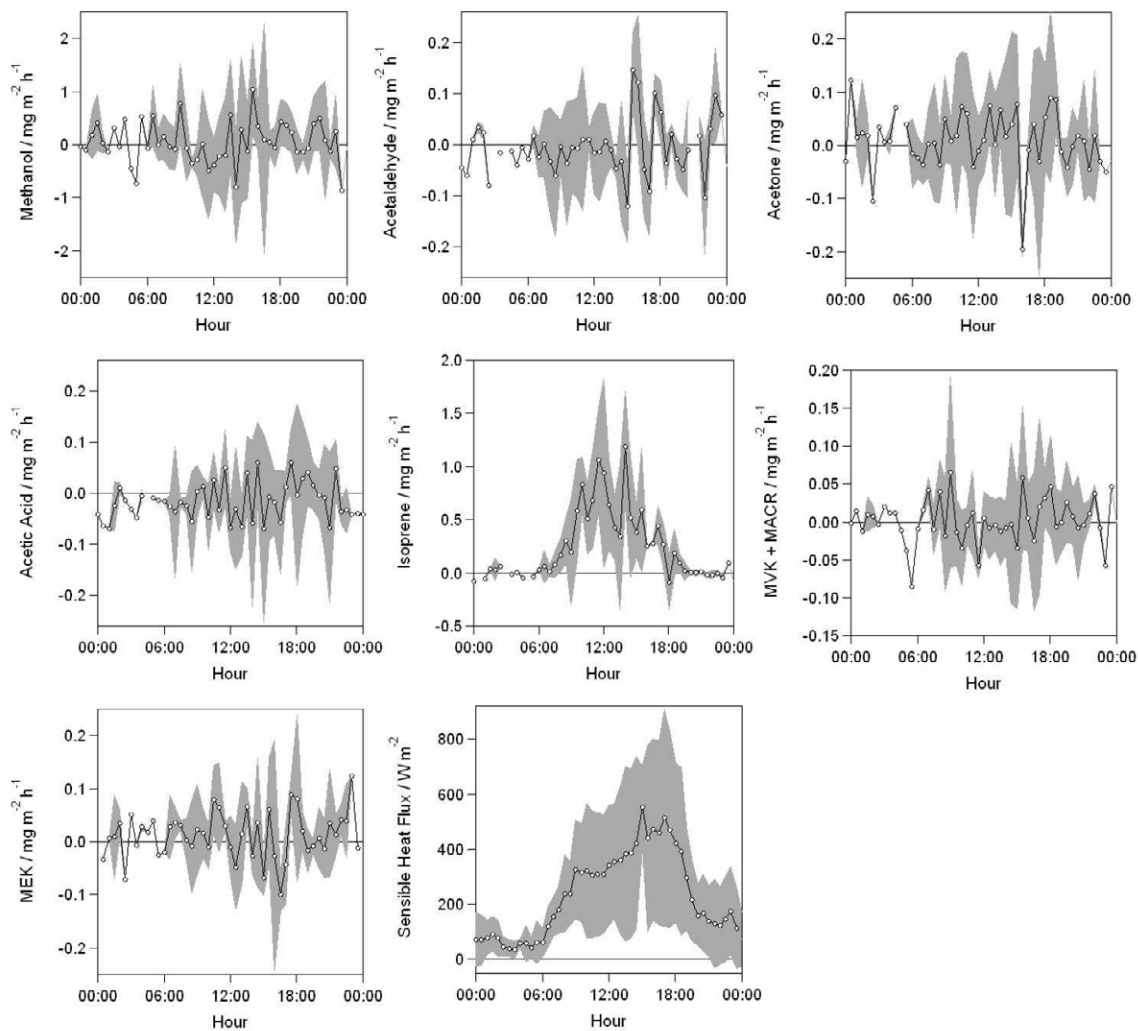 Methanol / mg m⁻² h⁻¹
2
1
0
-1
-2
00:00 06:00 12:00 18:00 00:00
Hour
Acetaldehyde / mg m⁻² h⁻¹
0.2
0.1
0.0
-0.1
-0.2
00:00 06:00 12:00 18:00 00:00
Hour
Acetone / mg m⁻² h⁻¹
0.2
0.1
0.0
-0.1
-0.2
00:00 06:00 12:00 18:00 00:00
Hour
Acetic Acid / mg m⁻² h⁻¹
0.2
0.1
0.0
-0.1
-0.2
00:00 06:00 12:00 18:00 00:00
Hour
Isoprene / mg m⁻² h⁻¹
2.0
1.5
1.0
0.5
0.0
-0.5
00:00 06:00 12:00 18:00 00:00
Hour
MVK + MACR / mg m⁻² h⁻¹
0.20
0.15
0.10
0.05
0.00
-0.05
-0.10
-0.15
00:00 06:00 12:00 18:00 00:00
Hour
MEK / mg m⁻² h⁻¹
0.2
0.1
0.0
-0.1
-0.2
00:00 06:00 12:00 18:00 00:00
Hour
Sensible Heat Flux / W m⁻²
800
600
400
200
0
00:00 06:00 12:00 18:00 00:00
Hour